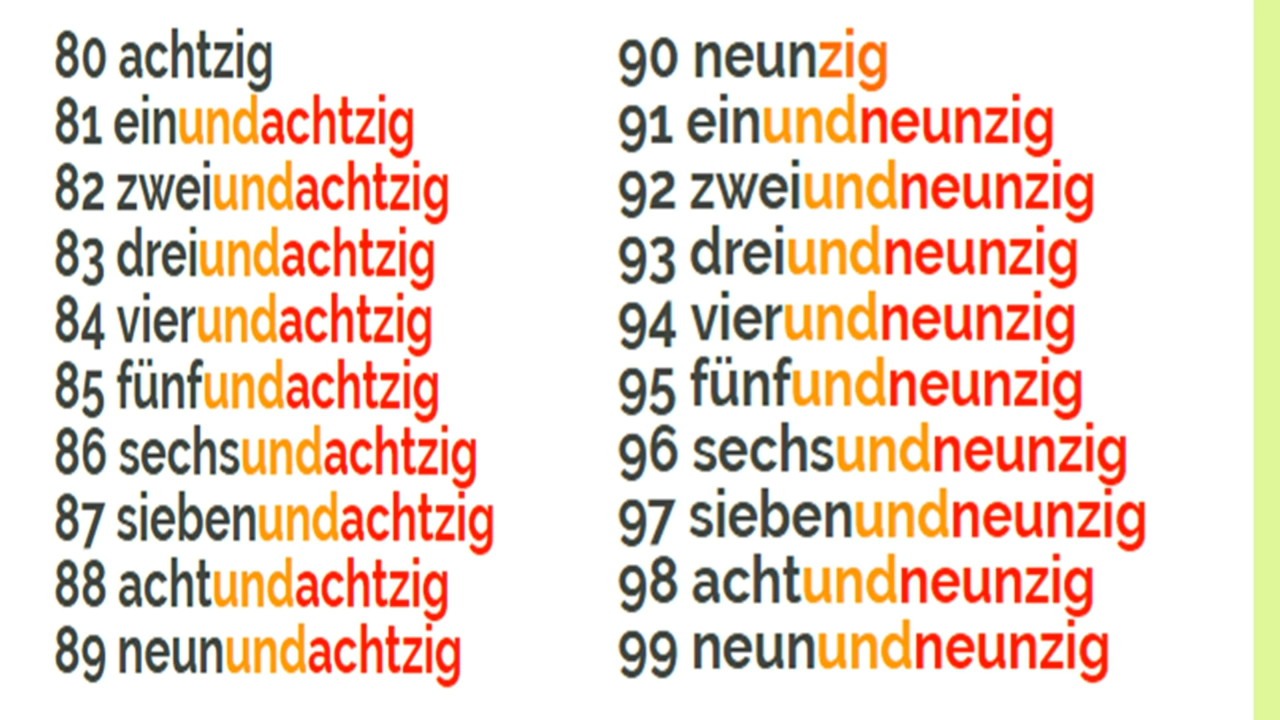 80 achtzig
81 einundachtzig
82 zweiundachtzig
83 dreiundachtzig
84 vierundachtzig
85 fünfundachtzig
86 sechsundachtzig
87 siebenundachtzig
88 achtundachtzig
89 neunundachtzig
90 neunzig
91 einundneunzig
92 zweiundneunzig
93 dreiundneunzig
94 vierundneunzig
95 fünfundneunzig
96 sechsundneunzig
97 siebenundneunzig
98 achtundneunzig
99 neunundneunzig